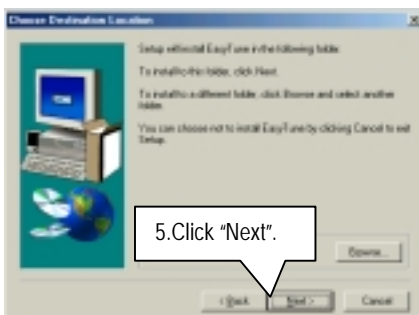 Choose Destination Location
Setup will install EasyTune in the following folder.
To install to this folder, click Next.
To install to a different folder, click Browse and select another
folder.
You can choose not to install EasyTune by clicking Cancel to exit
Setup.
5.Click “Next”.
Browse...
< Back
Next >
Cancel